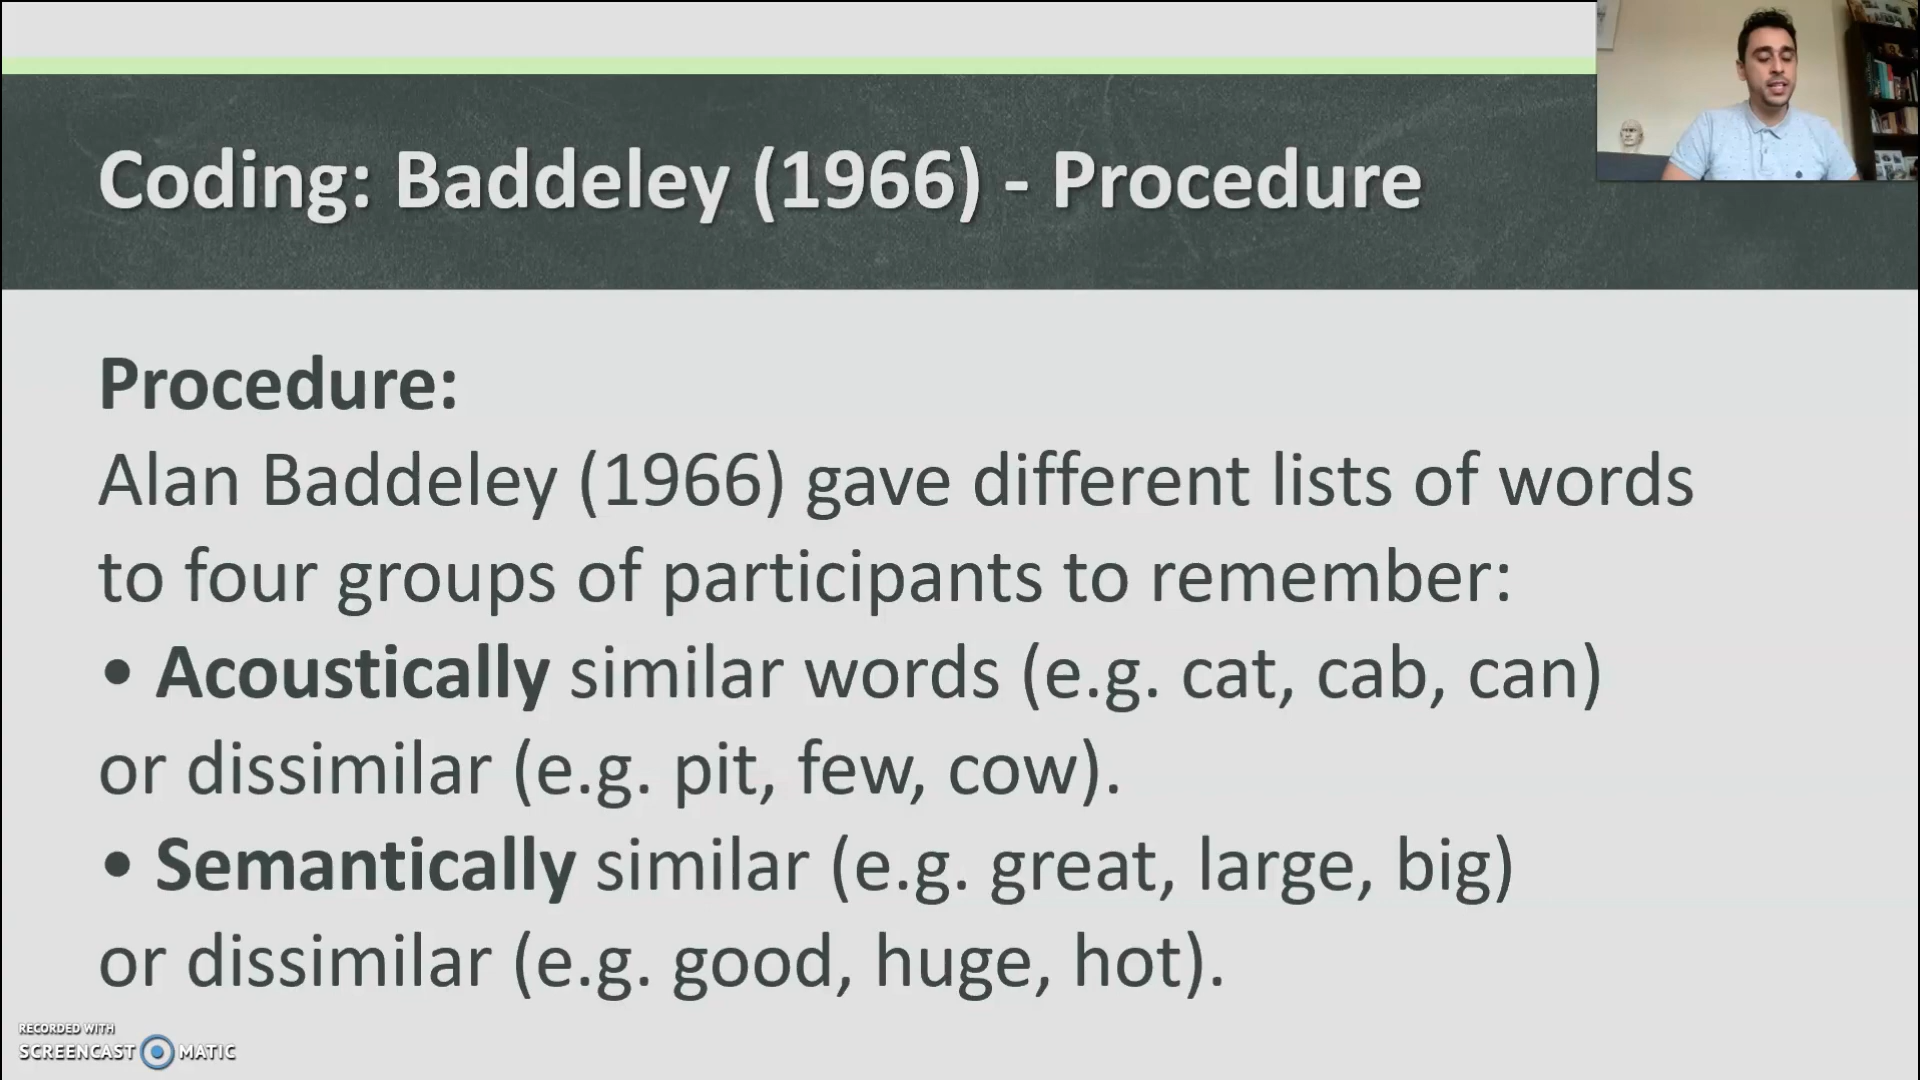 Coding: Baddeley (1966) - Procedure
Procedure:
Alan Baddeley (1966) gave different lists of words
to four groups of participants to remember:
• Acoustically similar words (e.g. cat, cab, can)
or dissimilar (e.g. pit, few, cow).
• Semantically similar (e.g. great, large, big)
or dissimilar (e.g. good, huge, hot).
RECORDED WITH
SCREENCAST MATIC